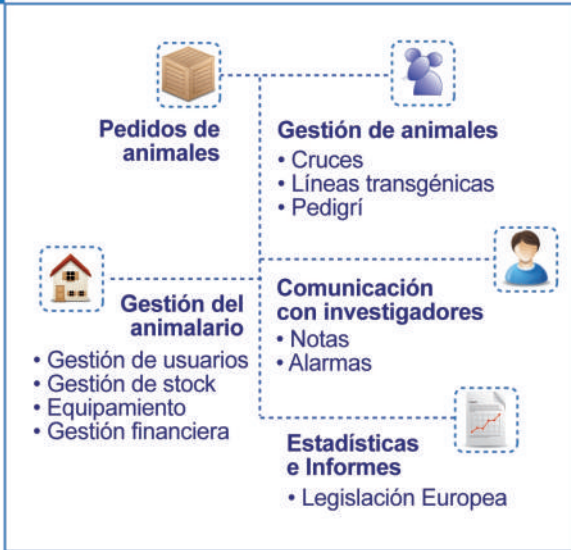 Pedidos de
animales
Gestión de animales
• Cruces
• Líneas transgénicas
• Pedigrí
Gestión del
animalario
• Gestión de usuarios
• Gestión de stock
• Equipamiento
• Gestión financiera
Comunicación
con investigadores
• Notas
• Alarmas
Estadísticas
e Informes
• Legislación Europea